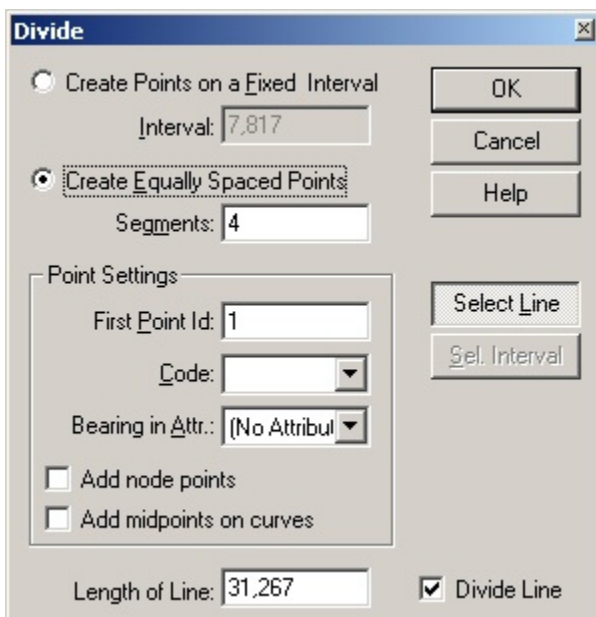 Divide
Create Points on a Fixed Interval
Interval: 7,817
Create Equally Spaced Points
Segments: 4
OK
Cancel
Help
Point Settings
First Point Id: 1
Code:
Bearing in Attr.: (No Attribut
Add node points
Add midpoints on curves
Select Line
Sel. Interval
Length of Line: 31,267
Divide Line